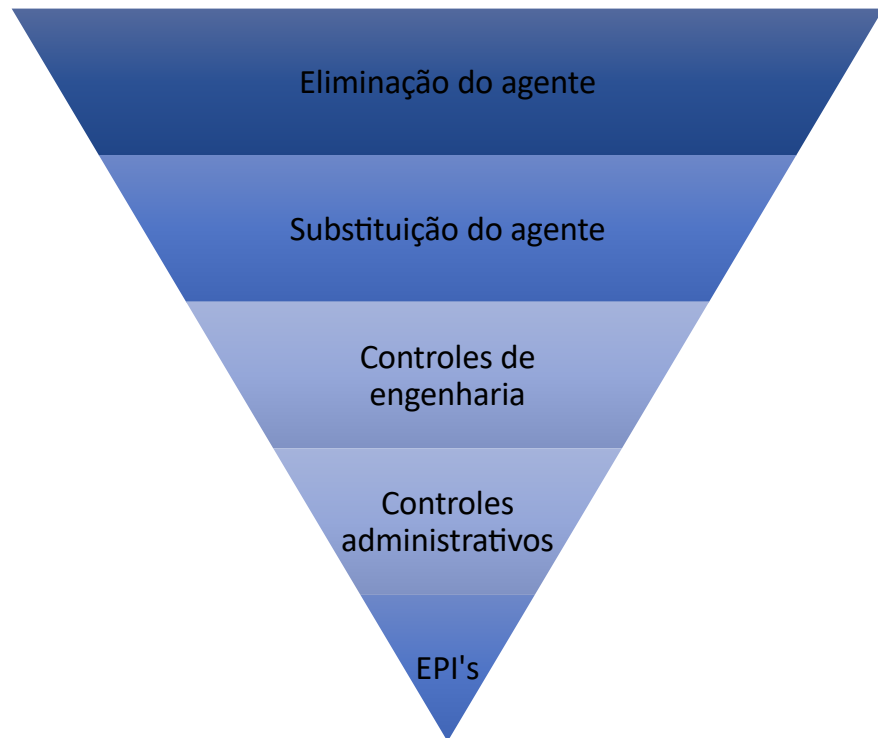 Eliminação do agente
Substituição do agente
Controles de
engenharia
Controles
administrativos
EPI's